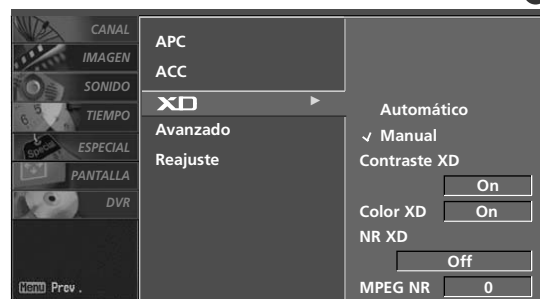 CANAL
IMAGEN
SONIDO
TIEMPO
ESPECIAL
PANTALLA
DVR
Menu Prev .
APC
ACC
XD ►
Avanzado
Reajuste
Automático
✓ Manual
Contraste XD
On
Color XD On
NR XD
Off
MPEG NR 0